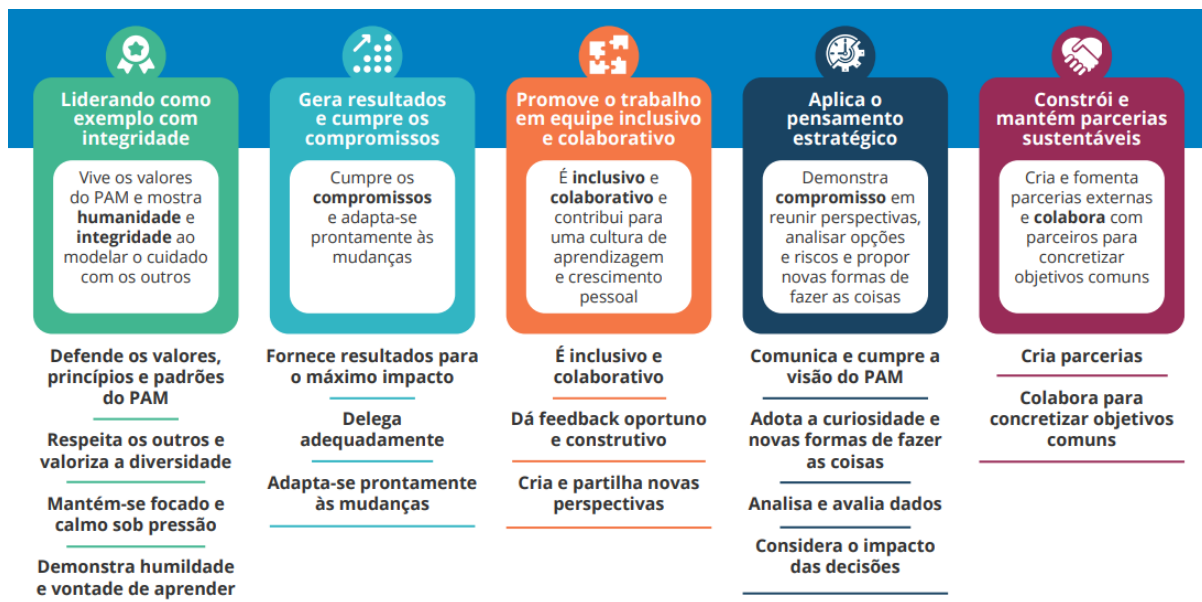 Liderando como
exemplo com
integridade
Vive os valores
do PAM e mostra
humanidade e
integridade ao
modelar o cuidado
com os outros
Defende os valores,
princípios e padrões
do PAM
Respeita os outros e
valoriza a diversidade
Mantém-se focado e
calmo sob pressão
Demonstra humildade
e vontade de aprender
Gera resultados
e cumpre os
compromissos
Cumpre os
compromissos
e adapta-se
prontamente às
mudanças
Fornece resultados para
o máximo impacto
Delega
adequadamente
Adapta-se prontamente
às mudanças
Promove o trabalho
em equipe inclusivo
e colaborativo
É inclusivo e
colaborativo e
contribui para
uma cultura de
aprendizagem
e crescimento
pessoal
É inclusivo e
colaborativo
Dá feedback oportuno
e construtivo
Cria e partilha novas
perspectivas
Aplica o
pensamento
estratégico
Demonstra
compromisso em
reunir perspectivas,
analisar opções
e riscos e propor
novas formas de
fazer as coisas
Comunica e cumpre a
visão do PAM
Adota a curiosidade e
novas formas de fazer
as coisas
Analisa e avalia dados
Considera o impacto
das decisões
Constrói e
mantém parcerias
sustentáveis
Cria e fomenta
parcerias externas
e colabora com
parceiros para
concretizar
objetivos comuns
Cria parcerias
Colabora para
concretizar objetivos
comuns